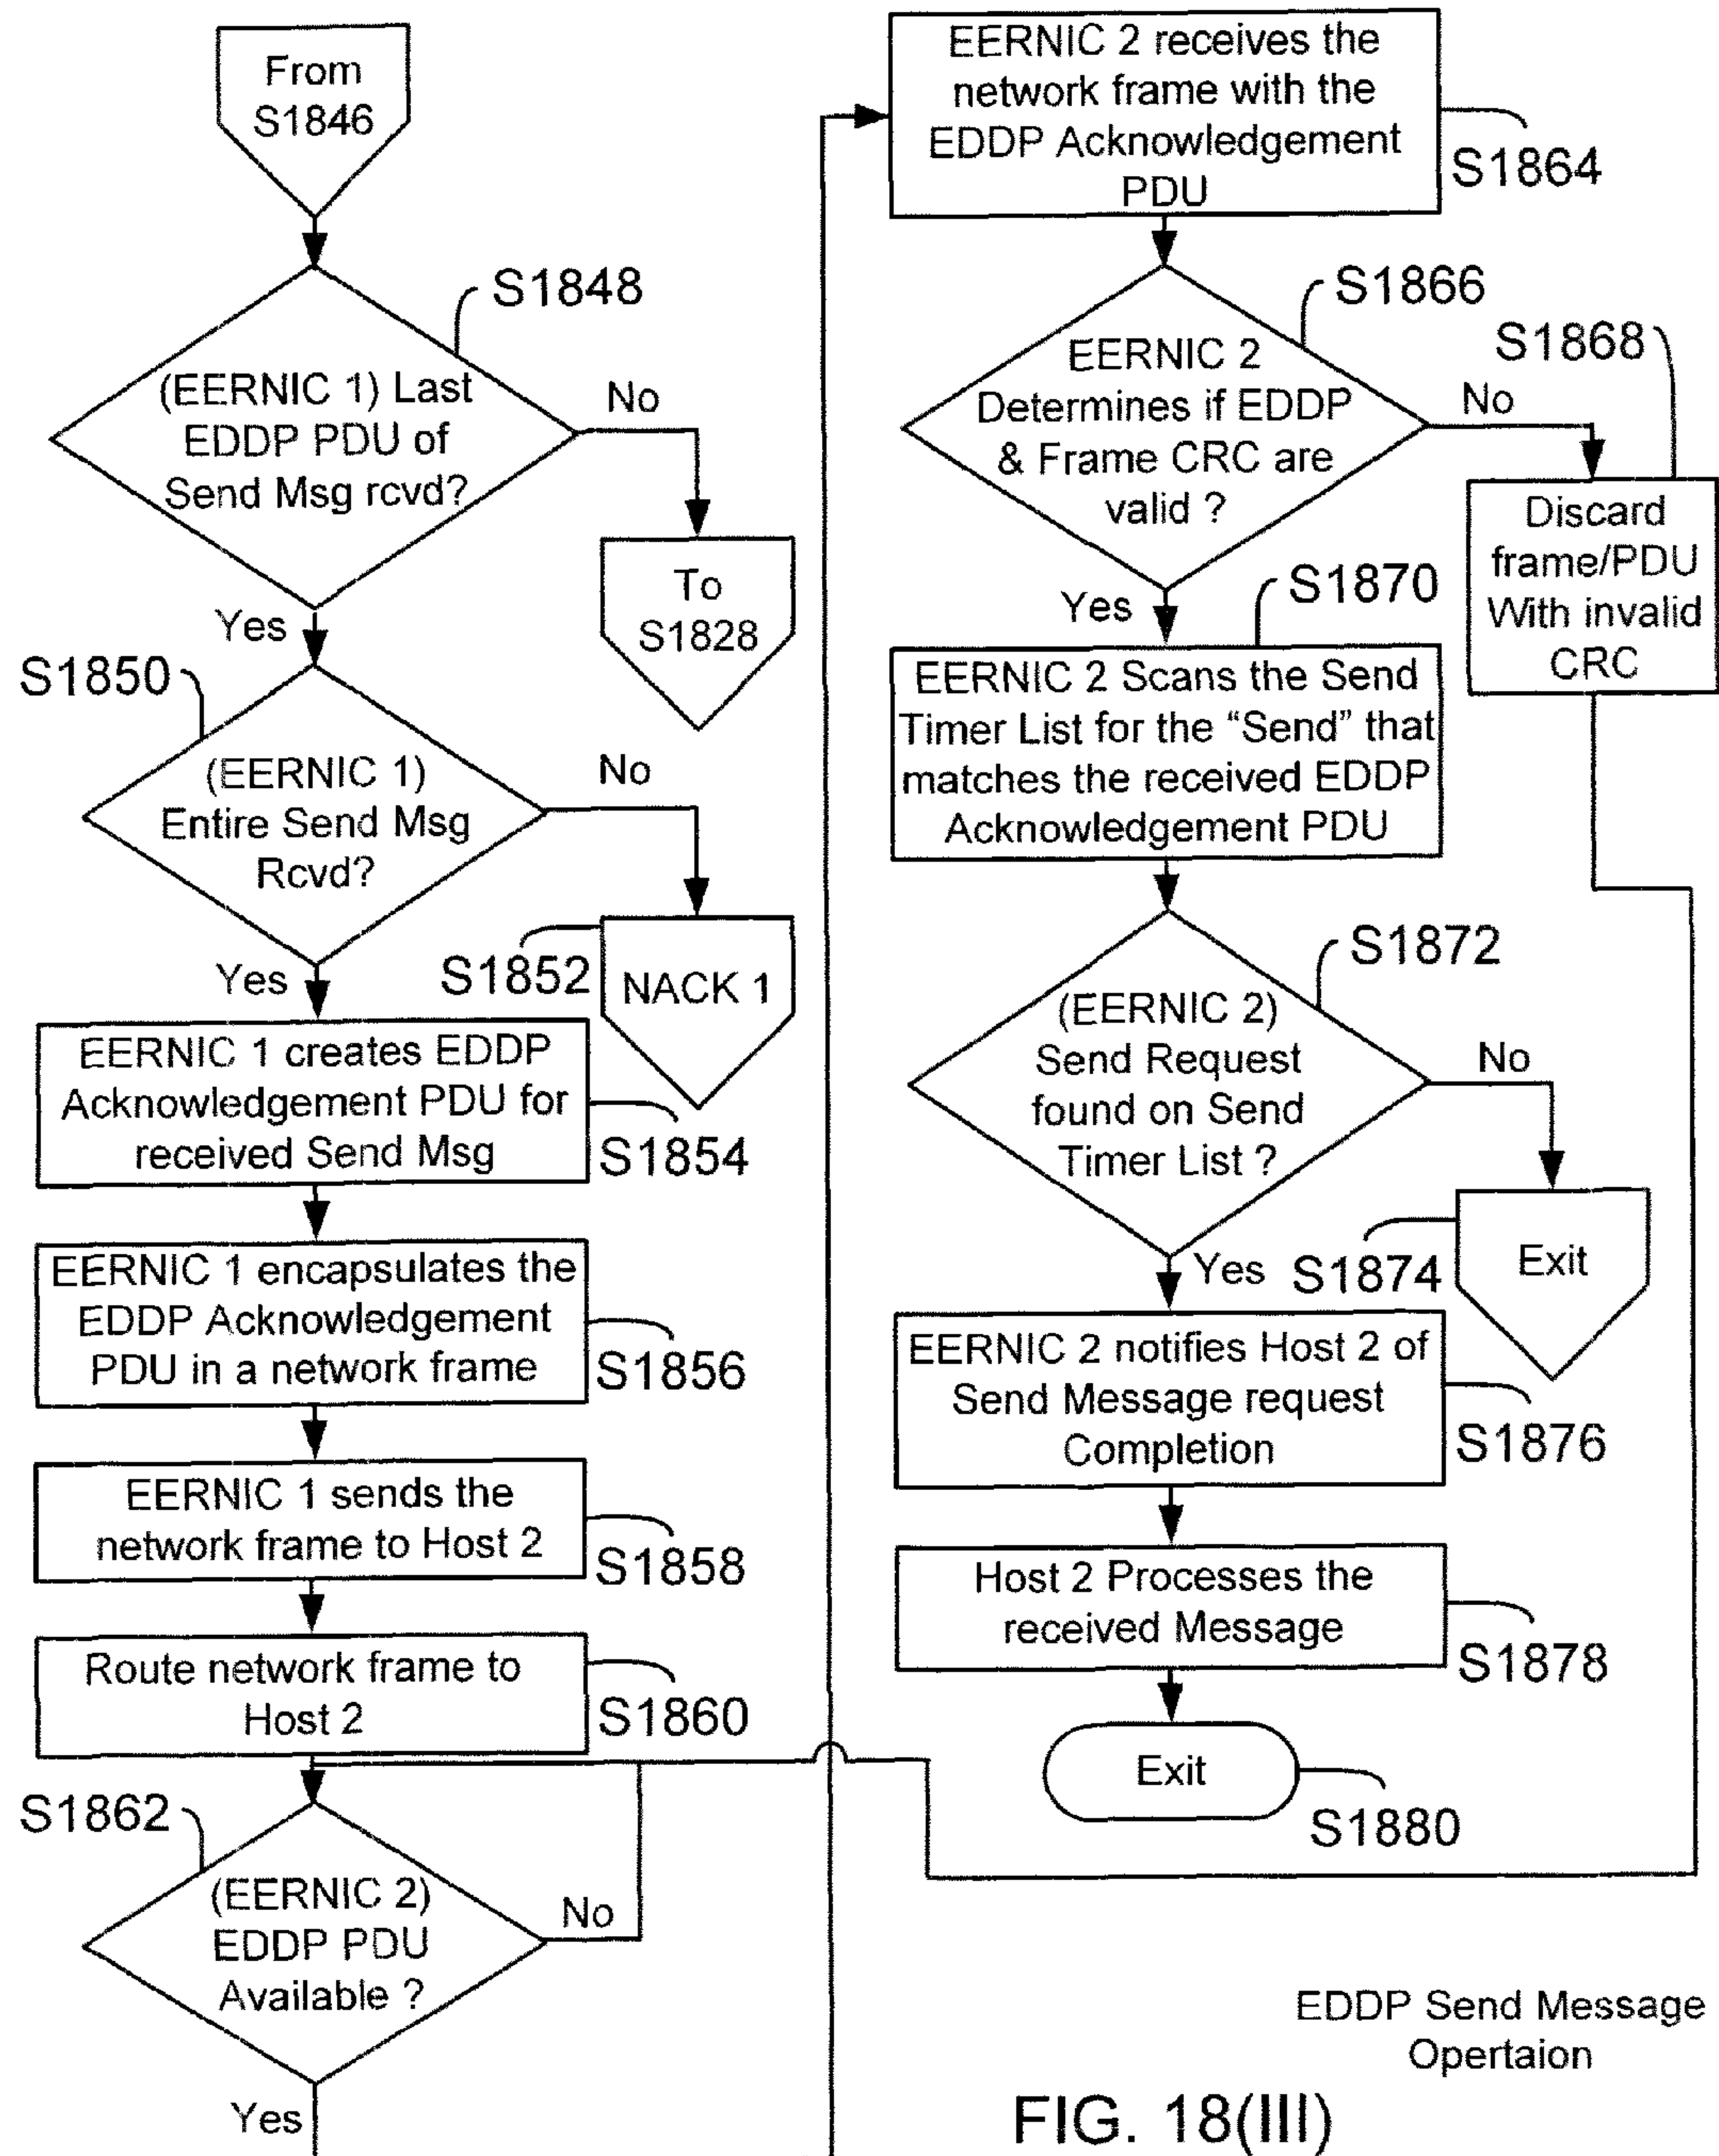 From
S1846
S1848
(EERNIC 1) Last
EDDP PDU of
Send Msg rcvd?
No
To
S1828
Yes
S1850
(EERNIC 1)
Entire Send Msg
Rcvd?
No
S1852
NACK 1
Yes
EERNIC 1 creates EDDP
Acknowledgement PDU for
received Send Msg
S1854
EERNIC 1 encapsulates the
EDDP Acknowledgement
PDU in a network frame
S1856
EERNIC 1 sends the
network frame to Host 2
S1858
Route network frame to
Host 2
S1860
S1862
(EERNIC 2)
EDDP PDU
Available ?
No
Yes
EERNIC 2 receives the
network frame with the
EDDP Acknowledgement
PDU
S1864
S1866
EERNIC 2
Determines if EDDP
& Frame CRC are
valid ?
No
S1868
Discard
frame/PDU
With invalid
CRC
Yes
S1870
EERNIC 2 Scans the Send
Timer List for the “Send” that
matches the received EDDP
Acknowledgement PDU
S1872
(EERNIC 2)
Send Request
found on Send
Timer List ?
No
S1874
Exit
Yes
EERNIC 2 notifies Host 2 of
Send Message request
Completion
S1876
Host 2 Processes the
received Message
S1878
Exit
S1880
EDDP Send Message
Opertaion
FIG. 18(III)